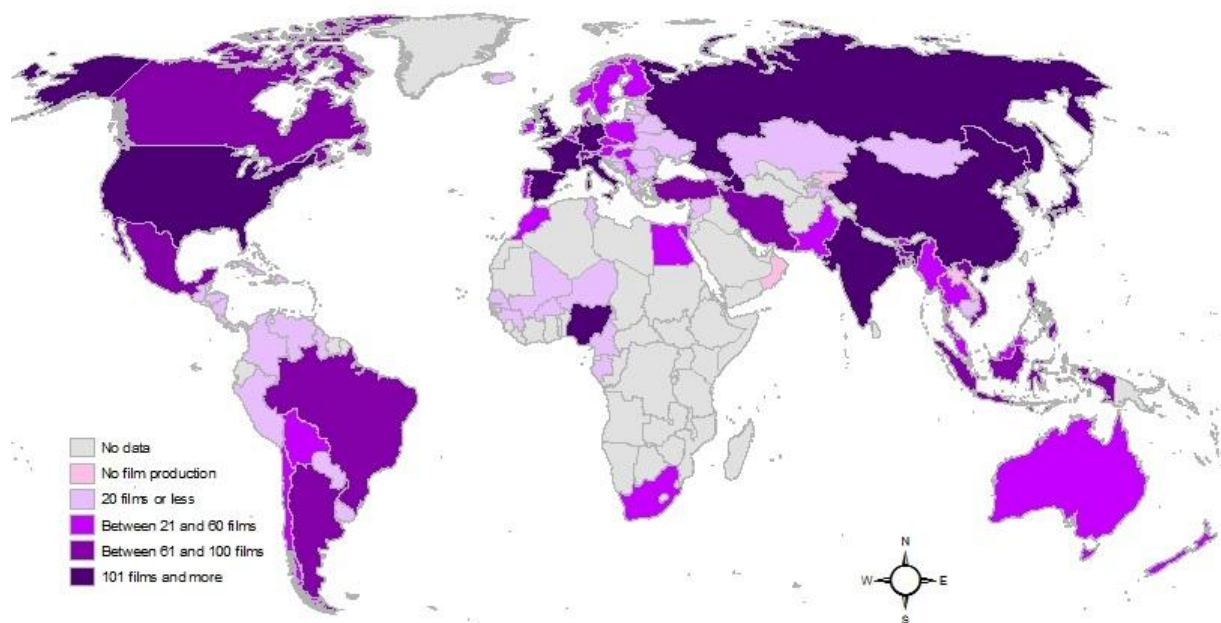 No data
No film production
20 films or less
Between 21 and 60 films
Between 61 and 100 films
101 films and more
N
W E
S